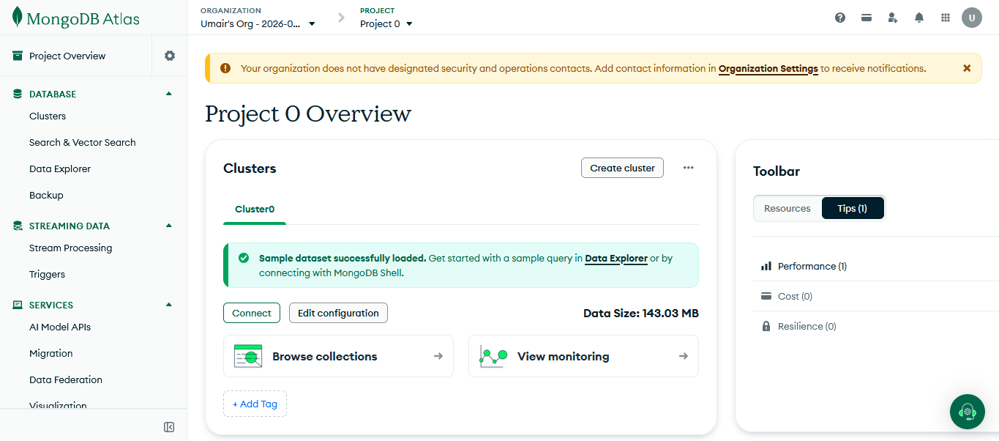 MongoDB Atlas
ORGANIZATION
Umair's Org - 2026-0...
PROJECT
Project 0
U
Project Overview
DATABASE
Clusters
Search & Vector Search
Data Explorer
Backup
STREAMING DATA
Stream Processing
Triggers
SERVICES
AI Model APIs
Migration
Data Federation
Visualization
Your organization does not have designated security and operations contacts. Add contact information in Organization Settings to receive notifications.
Project 0 Overview
Clusters
Create cluster
Cluster0
Sample dataset successfully loaded. Get started with a sample query in Data Explorer or by
connecting with MongoDB Shell.
Connect
Edit configuration
Data Size: 143.03 MB
Browse collections
View monitoring
+ Add Tag
Toolbar
Resources
Tips (1)
Performance (1)
Cost (0)
Resilience (0)